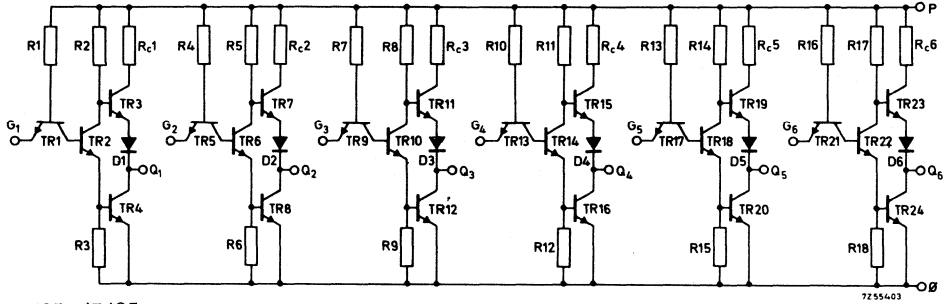 P
R1 R2 Rc1 R4 R5 Rc2 R7 R8 Rc3 R10 R11 Rc4 R13 R14 Rc5 R16 R17 Rc6
TR3 TR7 TR11 TR15 TR19 TR23
G1 G2 G3 G4 G5 G6
TR1 TR2 TR5 TR6 TR9 TR10 TR13 TR14 TR17 TR18 TR21 TR22
D1 D2 D3 D4 D5 D6
Q1 Q2 Q3 Q4 Q5 Q6
TR4 TR8 TR12 TR16 TR20 TR24
R3 R6 R9 R12 R15 R18
Ø
7Z55403